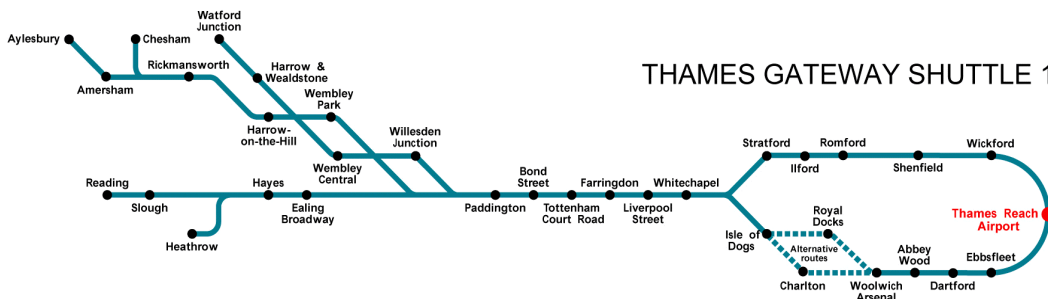 THAMES GATEWAY SHUTTLE 1
Watford
Junction
Aylesbury
Chesham
Rickmansworth
Amersham
Harrow &
Wealdstone
Wembley
Park
Harrow-
on-the-Hill
Willesden
Junction
Wembley
Central
Reading
Slough
Hayes
Ealing
Broadway
Heathrow
Paddington
Bond
Street
Tottenham
Court Road
Farringdon
Liverpool
Street
Whitechapel
Stratford
Ilford
Romford
Shenfield
Wickford
Thames Reach
Airport
Isle of
Dogs
Royal
Docks
Alternative
routes
Charlton
Woolwich
Arsenal
Abbey
Wood
Dartford
Ebbsfleet